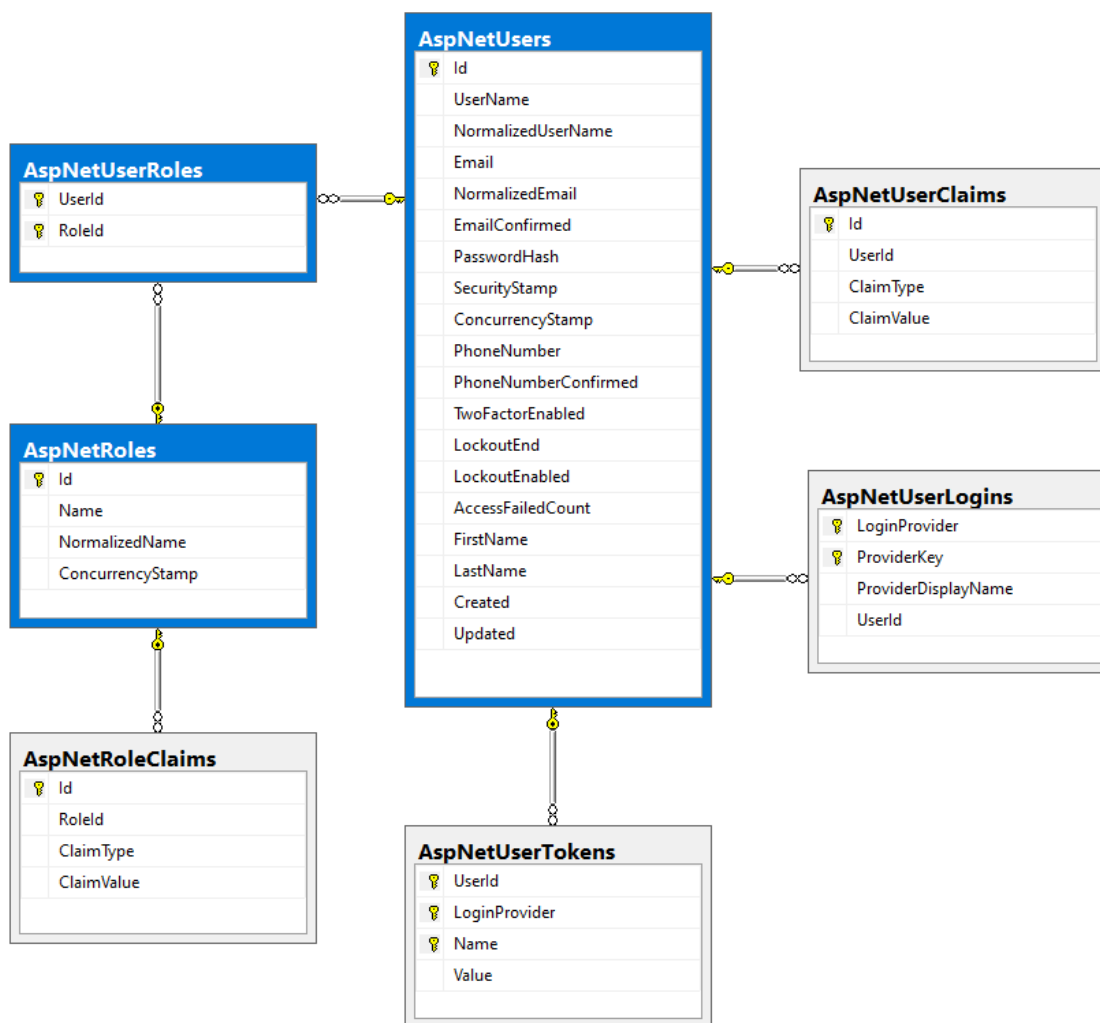 AspNetUsers
Id
UserName
NormalizedUserName
Email
NormalizedEmail
EmailConfirmed
PasswordHash
SecurityStamp
ConcurrencyStamp
PhoneNumber
PhoneNumberConfirmed
TwoFactorEnabled
LockoutEnd
LockoutEnabled
AccessFailedCount
FirstName
LastName
Created
Updated
AspNetUserRoles
UserId
RoleId
AspNetRoles
Id
Name
NormalizedName
ConcurrencyStamp
AspNetRoleClaims
Id
RoleId
ClaimType
ClaimValue
AspNetUserTokens
UserId
LoginProvider
Name
Value
AspNetUserClaims
Id
UserId
ClaimType
ClaimValue
AspNetUserLogins
LoginProvider
ProviderKey
ProviderDisplayName
UserId